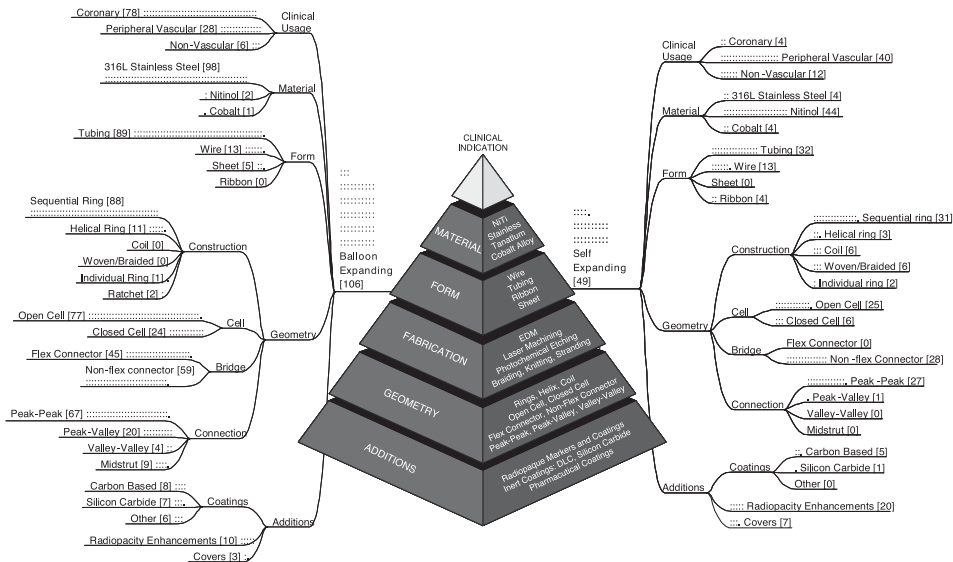 Coronary [78]
Peripheral Vascular [28]
Non-Vascular [6]
Clinical
Usage
316L Stainless Steel [98]
Nitinol [2]
Cobalt [1]
Material
Tubing [89]
Wire [13]
Sheet [5]
Ribbon [0]
Form
Sequential Ring [88]
Helical Ring [11]
Coil [0]
Woven/Braided [0]
Individual Ring [1]
Ratchet [2]
Construction
Open Cell [77]
Closed Cell [24]
Cell
Flex Connector [45]
Non-flex connector [59]
Bridge
Geometry
Peak-Peak [67]
Peak-Valley [20]
Valley-Valley [4]
Midstrut [9]
Connection
Carbon Based [8]
Silicon Carbide [7]
Other [6]
Coatings
Additions
Radiopacity Enhancements [10]
Covers [3]
Balloon
Expanding
[106]
CLINICAL
INDICATION
MATERIAL
NiTi
Stainless
Tanatlum
Cobalt Alloy
FORM
Wire
Tubing
Ribbon
Sheet
FABRICATION
EDM
Laser Machining
Photochemical Etching
Braiding, Knitting, Stranding
GEOMETRY
Rings, Helix, Coil
Open Cell, Closed Cell
Flex Connector, Non-Flex Connector
Peak-Peak, Peak-Valley, Valley-Valley
ADDITIONS
Radiopaque Markers and Coatings
Inert Coatings- DLC, Silicon Carbide
Pharmacutical Coatings
Self
Expanding
[49]
Clinical
Usage
Coronary [4]
Peripheral Vascular [40]
Non -Vascular [12]
Material
316L Stainless Steel [4]
Nitinol [44]
Cobalt [4]
Form
Tubing [32]
Wire [13]
Sheet [0]
Ribbon [4]
Geometry
Construction
Sequential ring [31]
Helical ring [3]
Coil [6]
Woven/Braided [6]
Individual ring [2]
Cell
Open Cell [25]
Closed Cell [6]
Bridge
Flex Connector [0]
Non -flex Connector [28]
Connection
Peak -Peak [27]
Peak-Valley [1]
Valley-Valley [0]
Midstrut [0]
Additions
Coatings
Carbon Based [5]
Silicon Carbide [1]
Other [0]
Radiopacity Enhancements [20]
Covers [7]